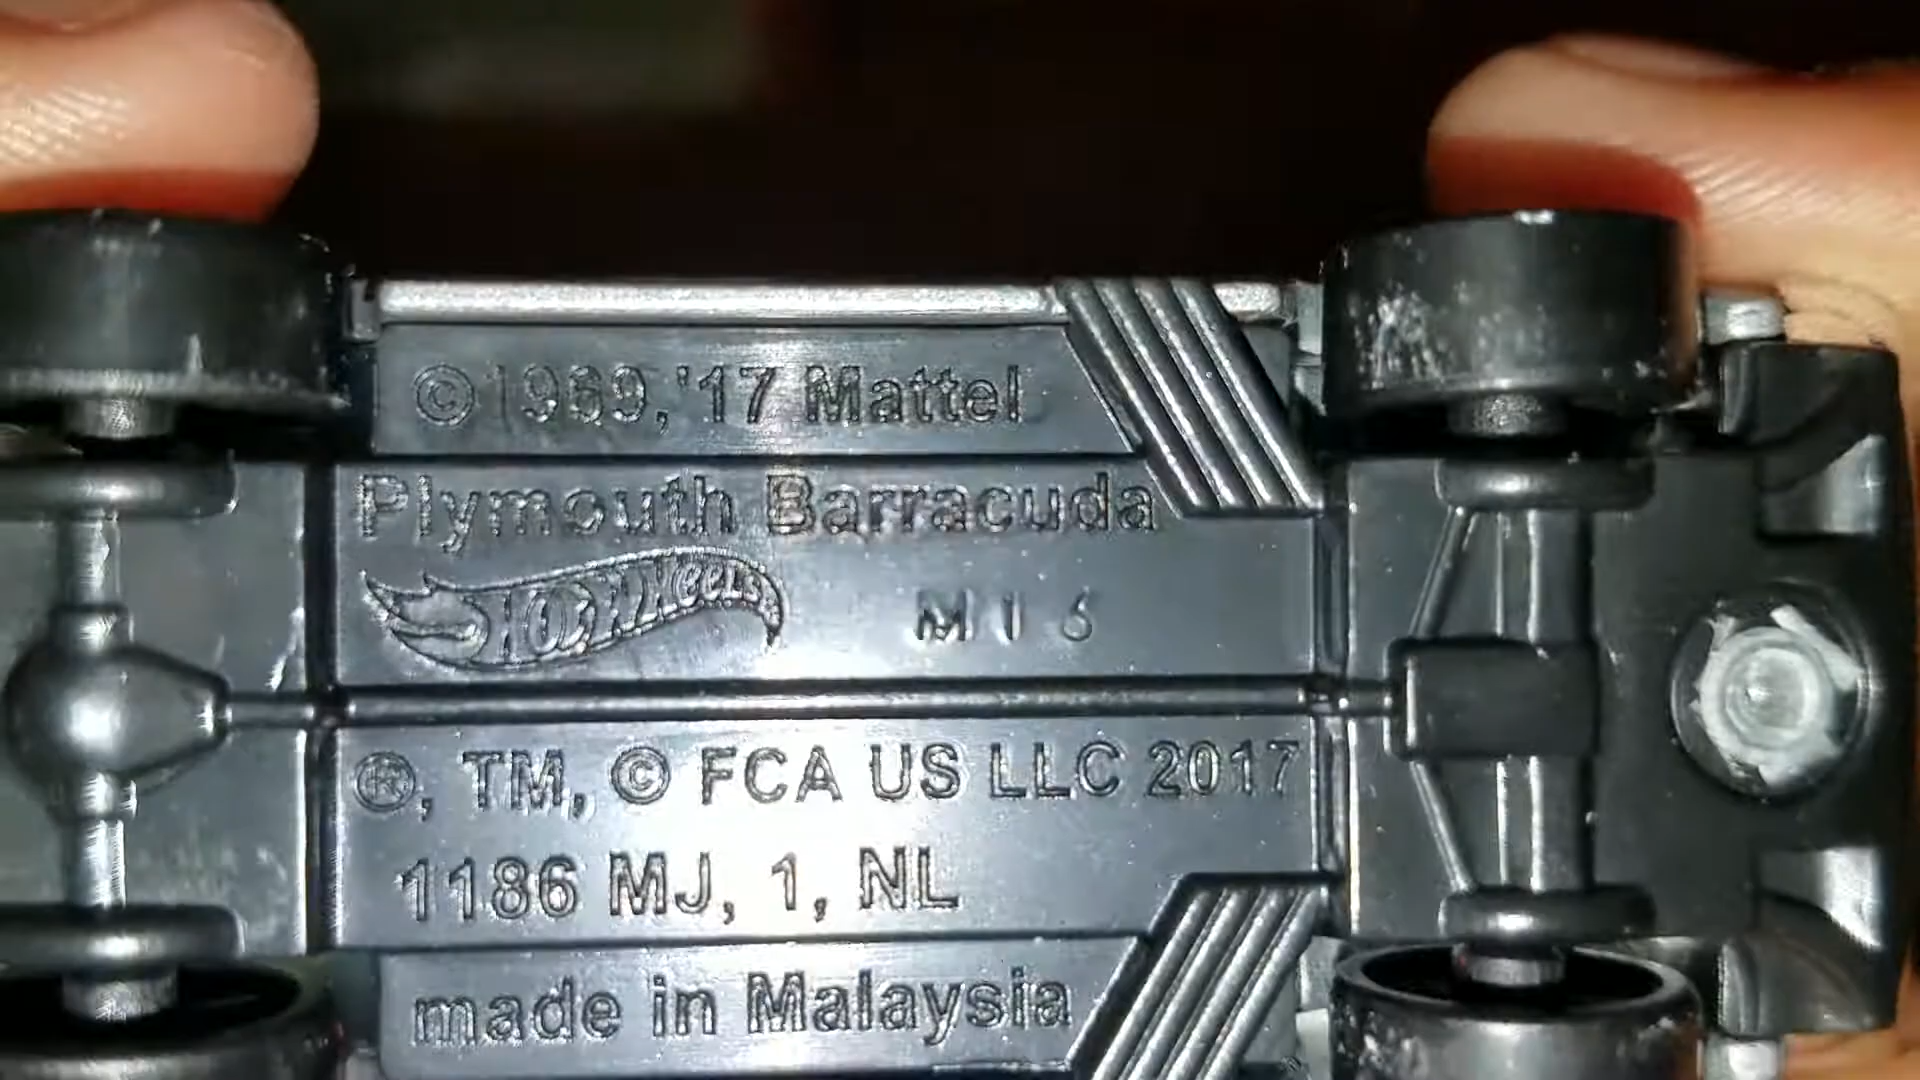 ©1969,'17 Mattel
Plymouth Barracuda
Hot Wheels
M16
®, TM, © FCA US LLC 2017
1186 MJ, 1, NL
made in Malaysia